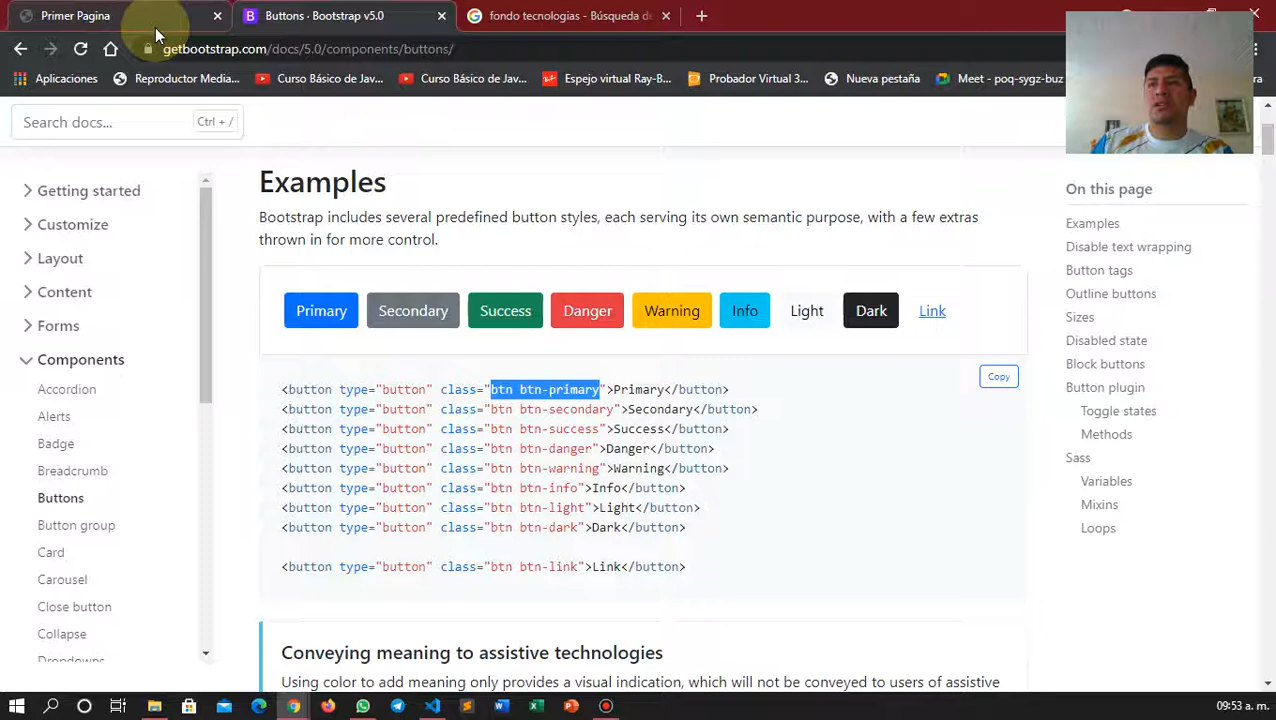 Primer Pagina
Buttons · Bootstrap v5.0
fondo tecnologias - Búsqueda de
getbootstrap.com/docs/5.0/components/buttons/
Aplicaciones
Reproductor Media...
Curso Básico de Jav...
Curso Básico de Jav...
Espejo virtual Ray-B...
Probador Virtual 3...
Nueva pestaña
Meet - poq-sygz-buz
Search docs...
Ctrl + /
Getting started
Customize
Layout
Content
Forms
Components
Accordion
Alerts
Badge
Breadcrumb
Buttons
Button group
Card
Carousel
Close button
Collapse
Dropdowns
Examples
Bootstrap includes several predefined button styles, each serving its own semantic purpose, with a few extras
thrown in for more control.
Primary Secondary Success Danger Warning Info Light Dark Link
Copy
<button type="button" class="btn btn-primary">Primary</button>
<button type="button" class="btn btn-secondary">Secondary</button>
<button type="button" class="btn btn-success">Success</button>
<button type="button" class="btn btn-danger">Danger</button>
<button type="button" class="btn btn-warning">Warning</button>
<button type="button" class="btn btn-info">Info</button>
<button type="button" class="btn btn-light">Light</button>
<button type="button" class="btn btn-dark">Dark</button>
<button type="button" class="btn btn-link">Link</button>
Conveying meaning to assistive technologies
Using color to add meaning only provides a visual indication, which will not be conveyed to users of assistive
On this page
Examples
Disable text wrapping
Button tags
Outline buttons
Sizes
Disabled state
Block buttons
Button plugin
Toggle states
Methods
Sass
Variables
Mixins
Loops
09:53 a. m.